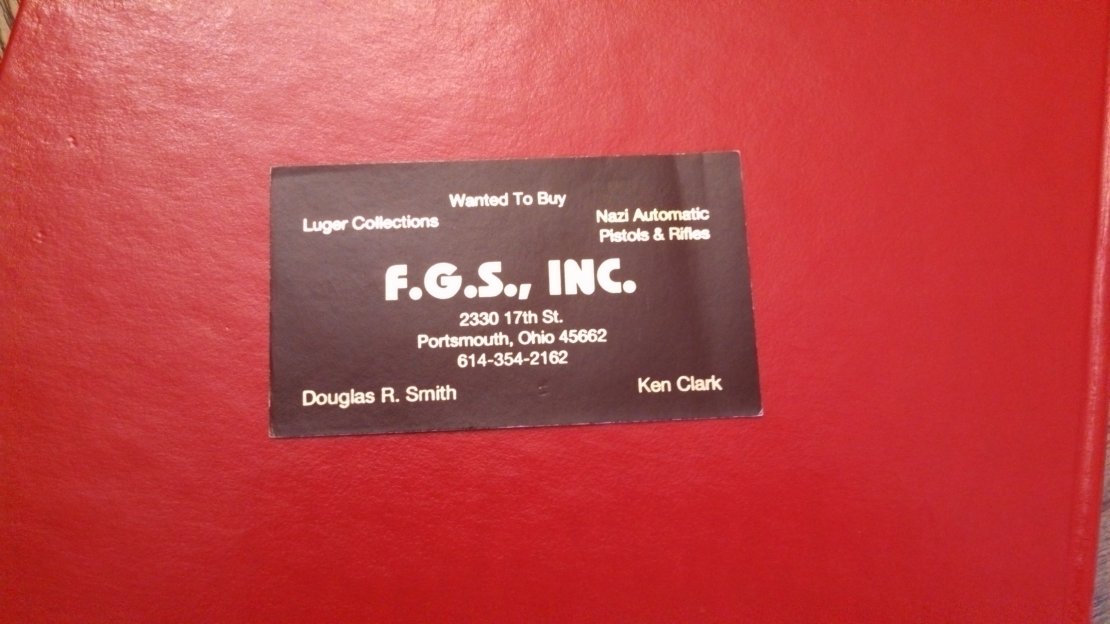 Wanted To Buy
Luger Collections
Nazi Automatic
Pistols & Rifles
F.G.S., INC.
2330 17th St.
Portsmouth, Ohio 45662
614-354-2162
Douglas R. Smith
Ken Clark